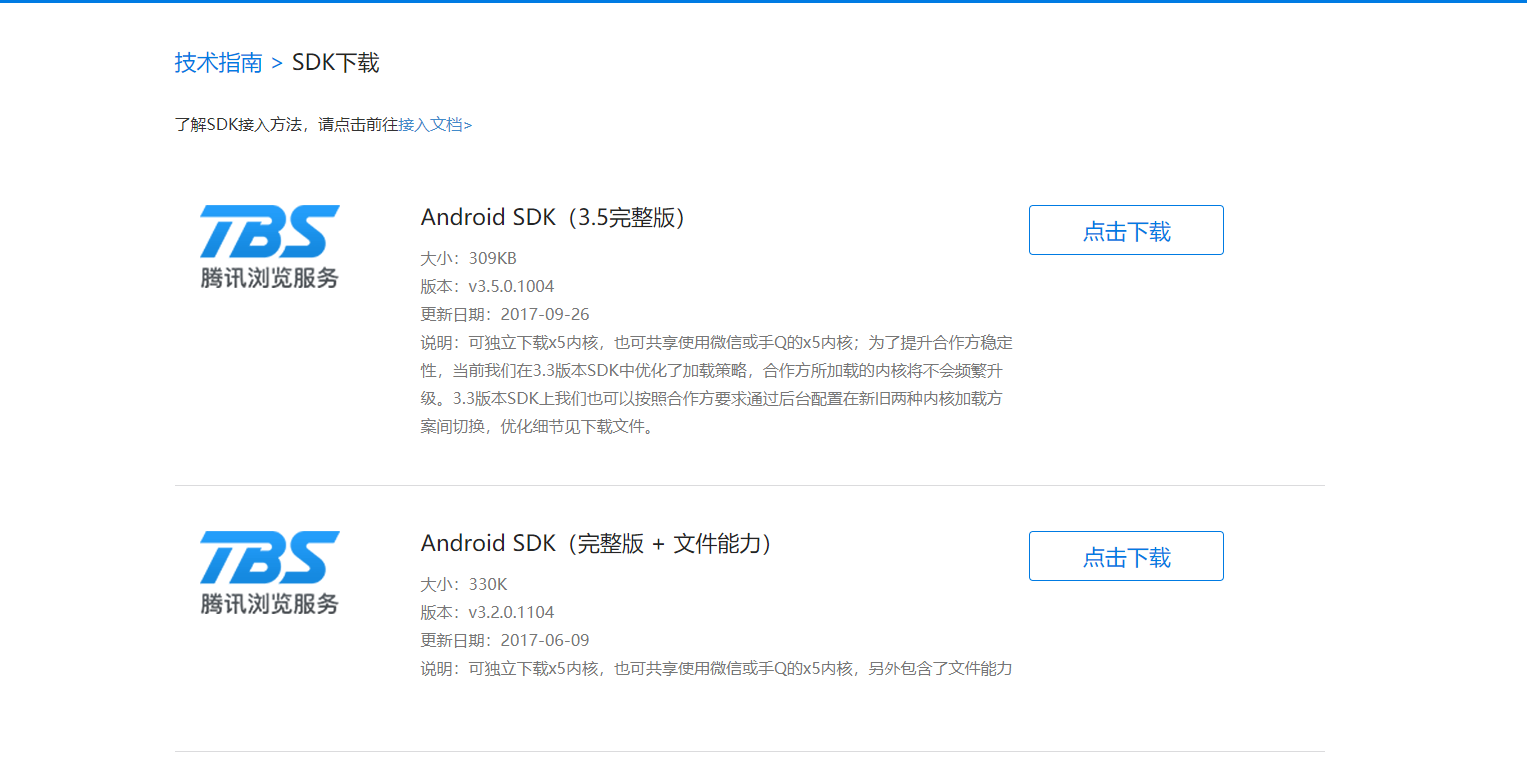 技术指南 > SDK下载
了解SDK接入方法，请点击前往接入文档>
TBS
腾讯浏览服务
Android SDK（3.5完整版）
点击下载
大小：309KB
版本：v3.5.0.1004
更新日期：2017-09-26
说明：可独立下载x5内核，也可共享使用微信或手Q的x5内核；为了提升合作方稳定
性，当前我们在3.3版本SDK中优化了加载策略，合作方所加载的内核将不会频繁升
级。3.3版本SDK上我们也可以按照合作方要求通过后台配置在新旧两种内核加载方
案间切换，优化细节见下载文件。
TBS
腾讯浏览服务
Android SDK（完整版 + 文件能力）
点击下载
大小：330K
版本：v3.2.0.1104
更新日期：2017-06-09
说明：可独立下载x5内核，也可共享使用微信或手Q的x5内核，另外包含了文件能力